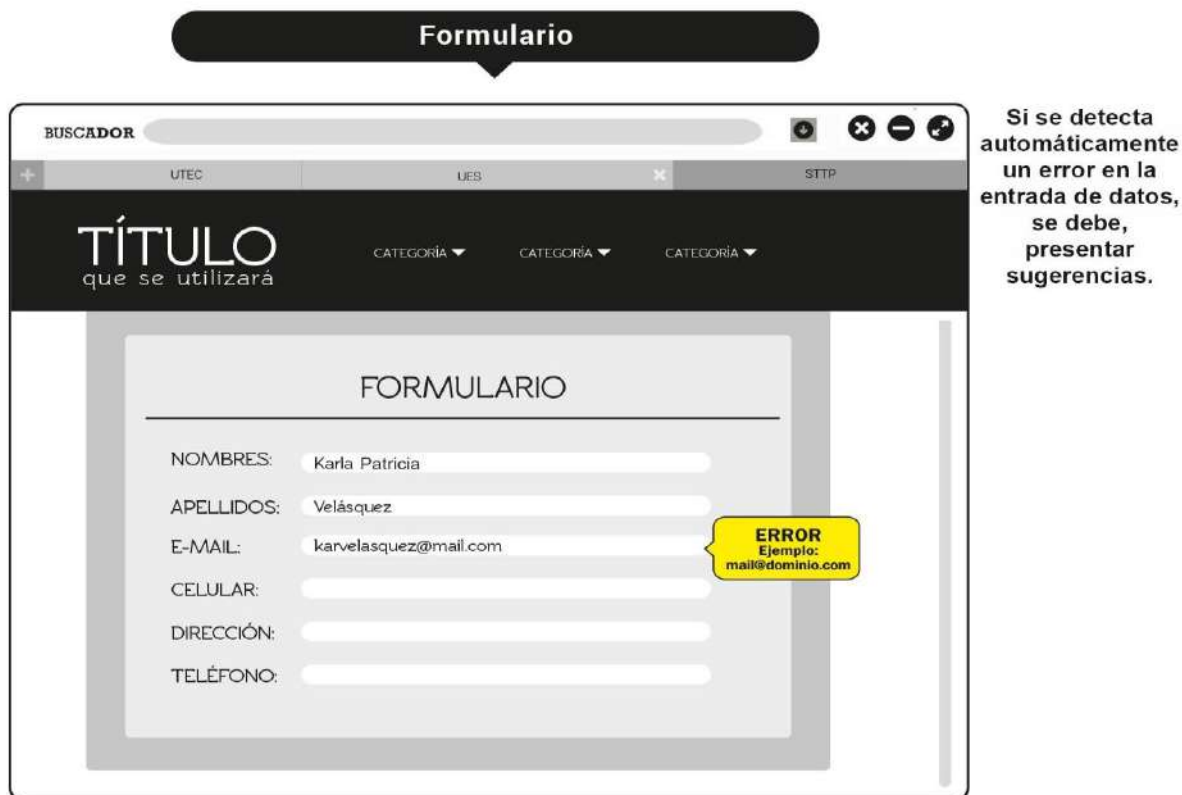 Formulario
BUSCADOR
UTEC
UES
STTP
TÍTULO
que se utilizará
CATEGORÍA
CATEGORÍA
CATEGORÍA
FORMULARIO
NOMBRES: Karla Patricia
APELLIDOS: Velásquez
E-MAIL: karvelasquez@mail.com
ERROR
Ejemplo:
mail@dominio.com
CELULAR:
DIRECCIÓN:
TELÉFONO:
Si se detecta
automáticamente
un error en la
entrada de datos,
se debe,
presentar
sugerencias.